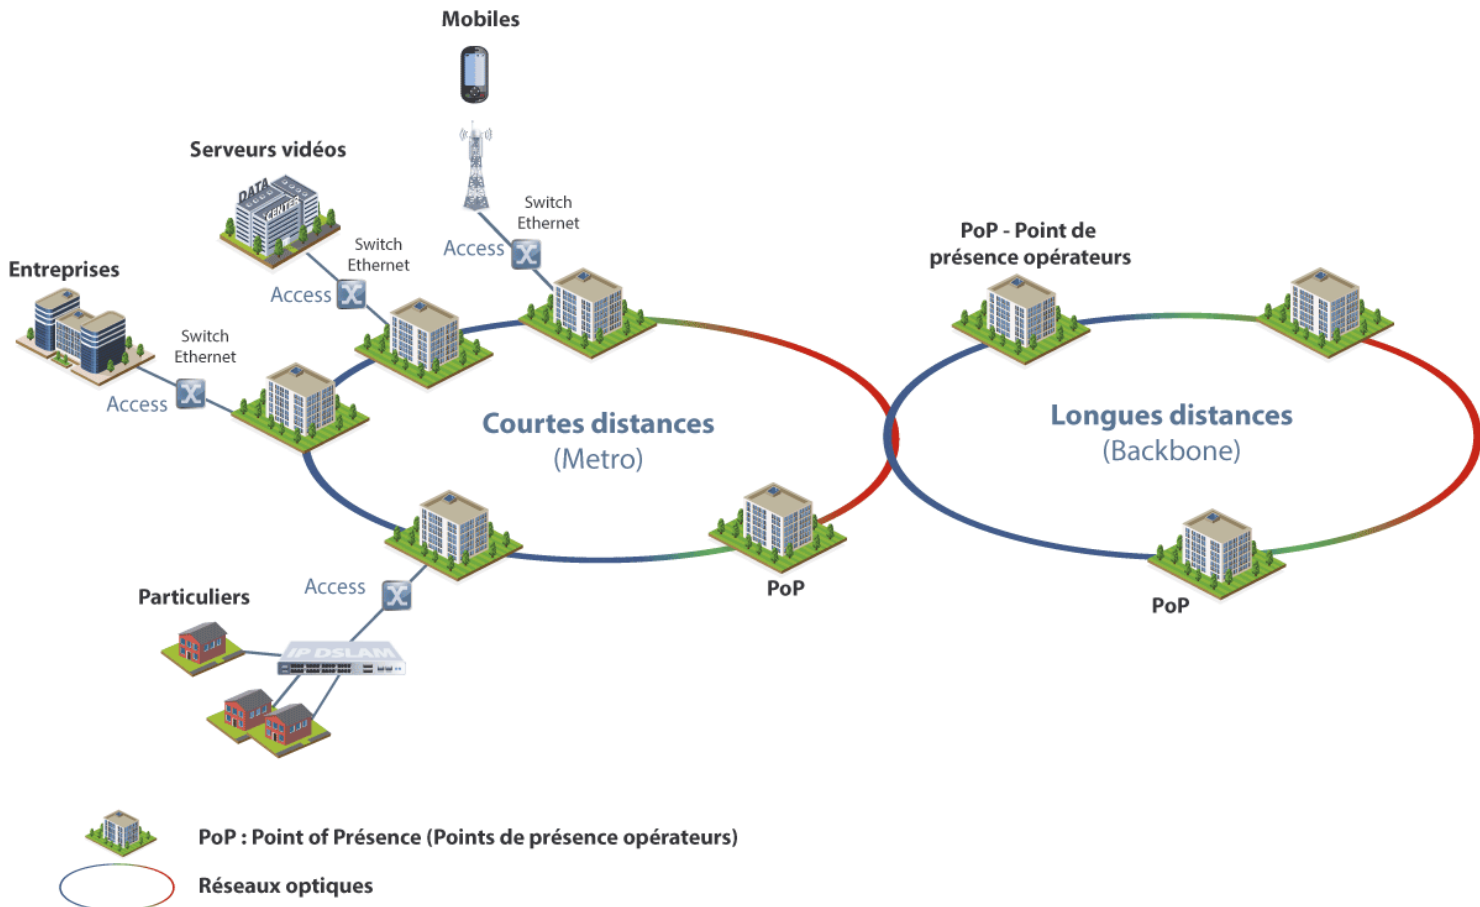 Mobiles
Serveurs vidéos
DATA
CENTER
Switch
Ethernet
Access
Switch
Ethernet
Access
Entreprises
Switch
Ethernet
Access
PoP - Point de
présence opérateurs
Courtes distances
(Metro)
Longues distances
(Backbone)
Access
Particuliers
IP DSLAM
PoP
PoP
PoP : Point of Présence (Points de présence opérateurs)
Réseaux optiques